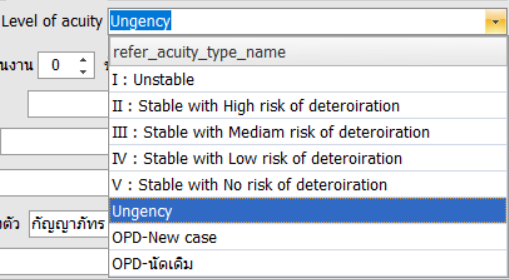 Level of acuity Ungency
refer_acuity_type_name
นงาน 0
I : Unstable
II : Stable with High risk of deteroiration
III : Stable with Mediam risk of deteroiration
IV : Stable with Low risk of deteroiration
V : Stable with No risk of deteroiration
Ungency
งตัว กัญญาภัทร
OPD-New case
OPD-นัดเดิม